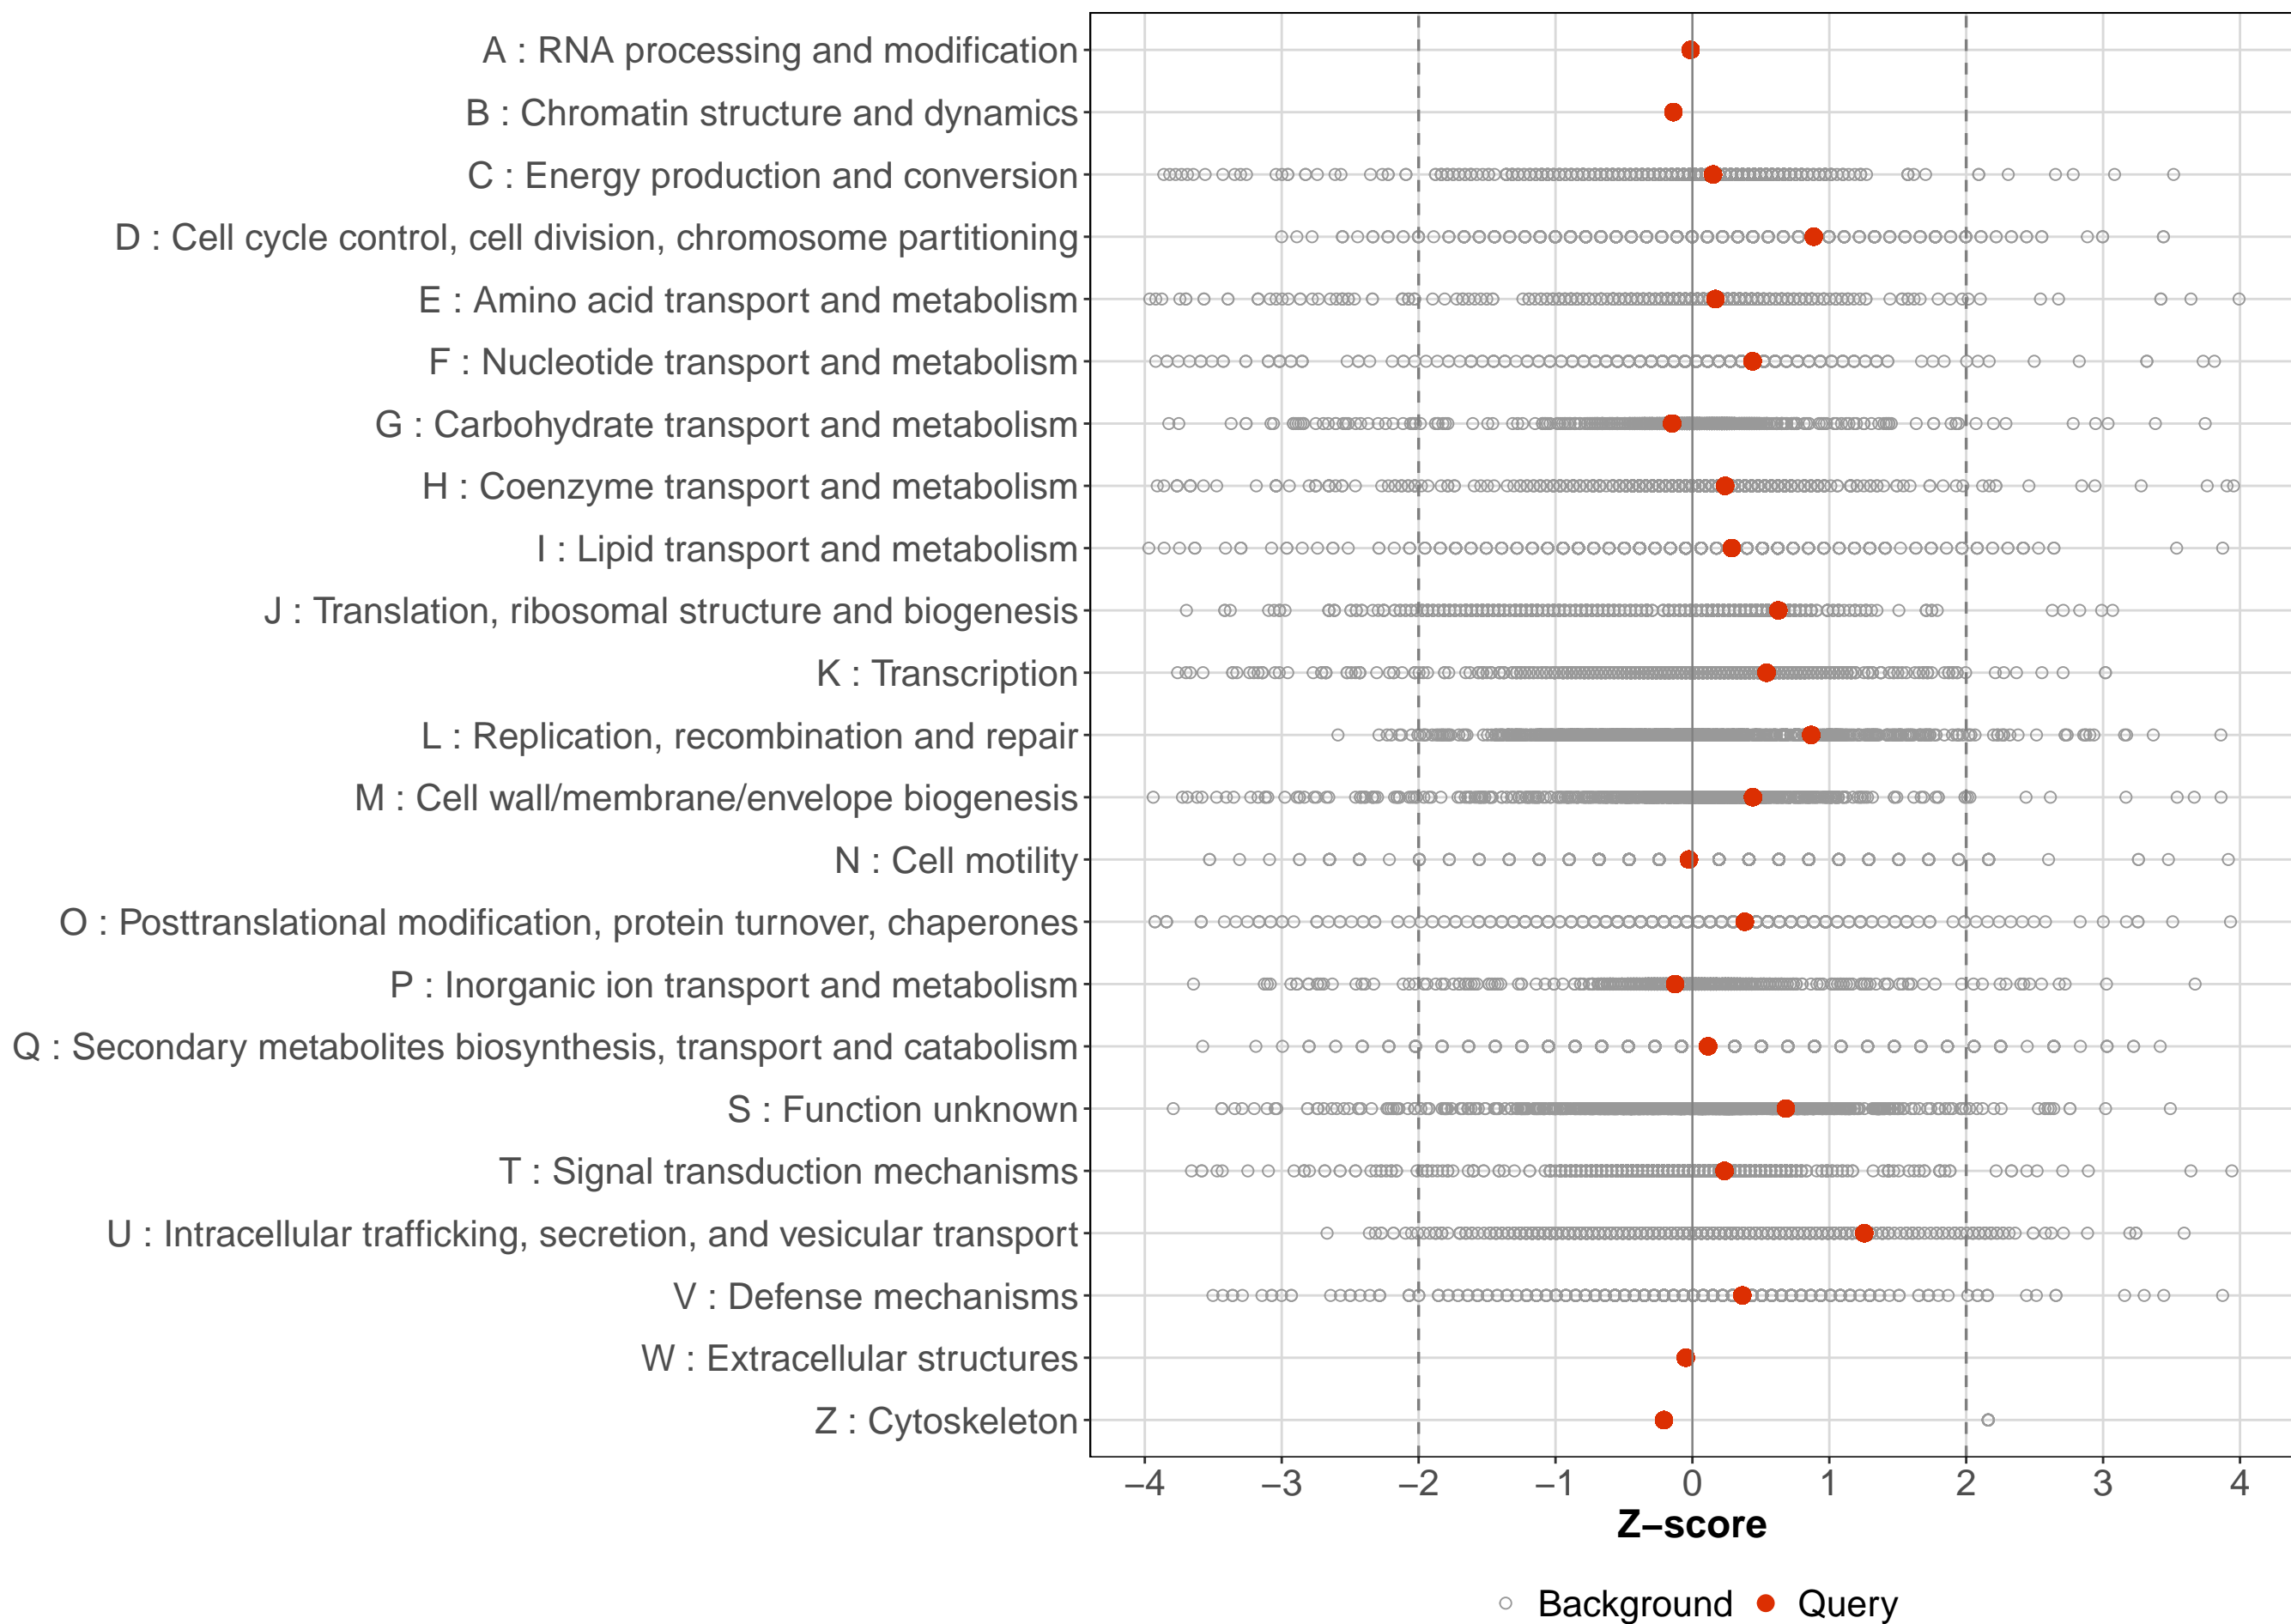 A : RNA processing and modification
B : Chromatin structure and dynamics
C : Energy production and conversion
D : Cell cycle control, cell division, chromosome partitioning
E : Amino acid transport and metabolism
F : Nucleotide transport and metabolism
G : Carbohydrate transport and metabolism
H : Coenzyme transport and metabolism
I : Lipid transport and metabolism
J : Translation, ribosomal structure and biogenesis
K : Transcription
L : Replication, recombination and repair
M : Cell wall/membrane/envelope biogenesis
N : Cell motility
O : Posttranslational modification, protein turnover, chaperones
P : Inorganic ion transport and metabolism
Q : Secondary metabolites biosynthesis, transport and catabolism
S : Function unknown
T : Signal transduction mechanisms
U : Intracellular trafficking, secretion, and vesicular transport
V : Defense mechanisms
W : Extracellular structures
Z : Cytoskeleton
−4 −3 −2 −1 0 1 2 3 4
Z−score
Background Query